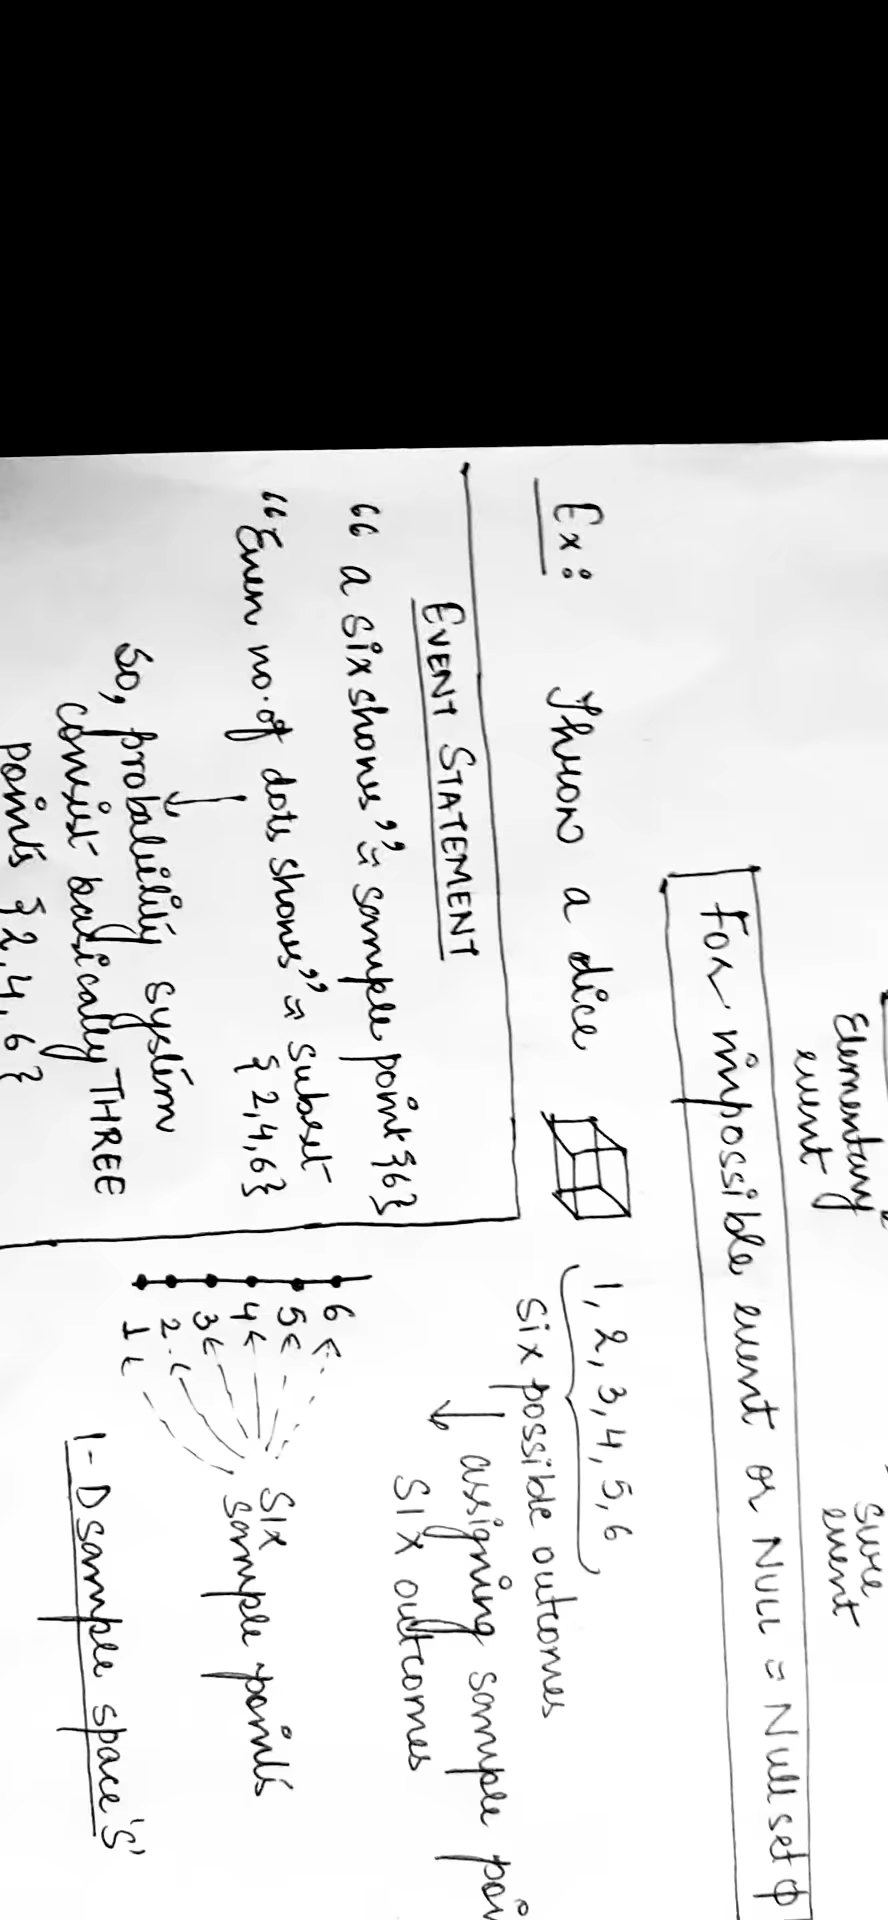 Elementary
event
Sure
event
For impossible event or NULL = Null set φ
Ex: Throw a dice
1, 2, 3, 4, 5, 6,
six possible outcomes
↓ assigning sample
SIX outcomes
EVENT STATEMENT
"a six shows" ≈ sample point {6}
"Even no. of dots shows" ≈ subset
{2,4,6}
So, probability system
consist basically THREE
points {2,4,6}
6
5
4
3
2
1
SIX
sample points
1-D sample space 'S'